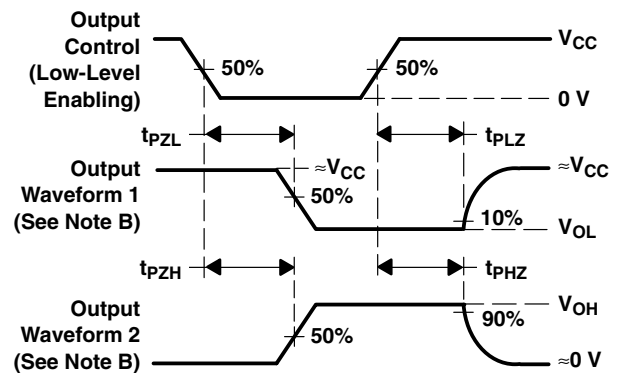 Output
Control
(Low-Level
Enabling)
50%
50%
VCC
0 V
tPZL
tPLZ
Output
Waveform 1
(See Note B)
≈VCC
50%
≈VCC
10%
VOL
tPZH
tPHZ
Output
Waveform 2
(See Note B)
50%
VOH
90%
≈0 V